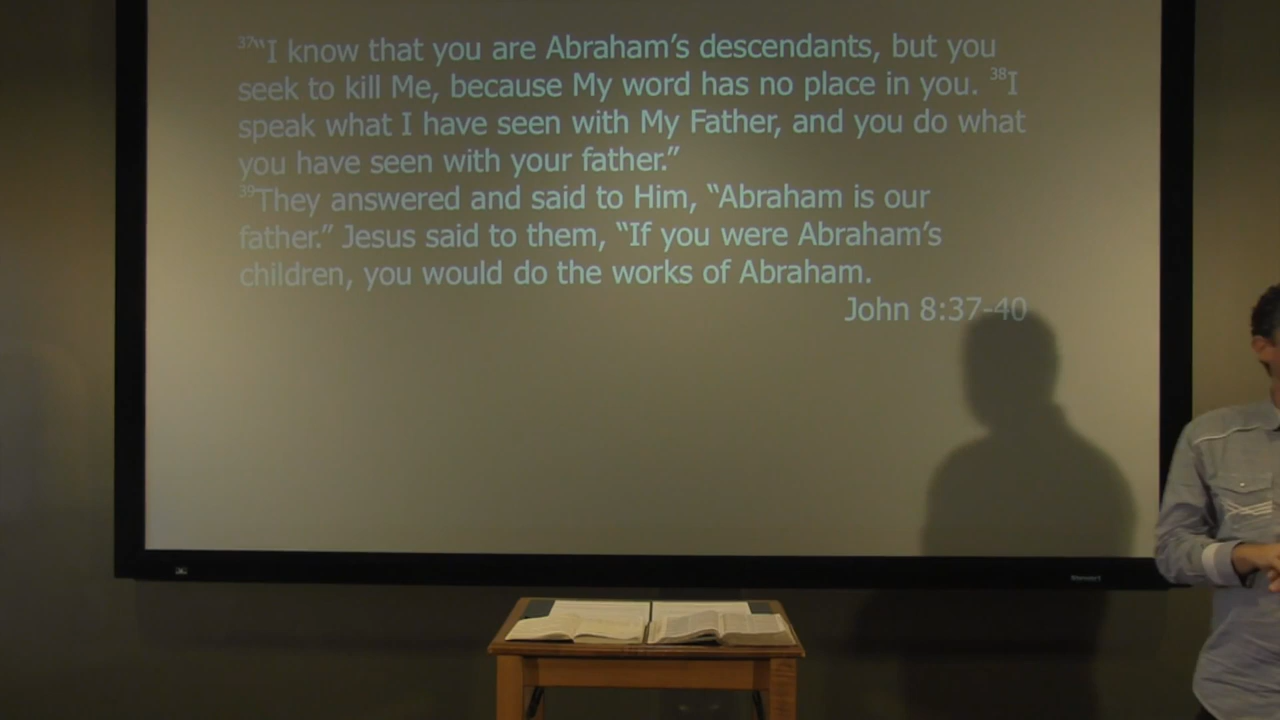 37"I know that you are Abraham's descendants, but you
seek to kill Me, because My word has no place in you. 38I
speak what I have seen with My Father, and you do what
you have seen with your father."
39They answered and said to Him, "Abraham is our
father." Jesus said to them, "If you were Abraham's
children, you would do the works of Abraham.
John 8:37-40
Stewart